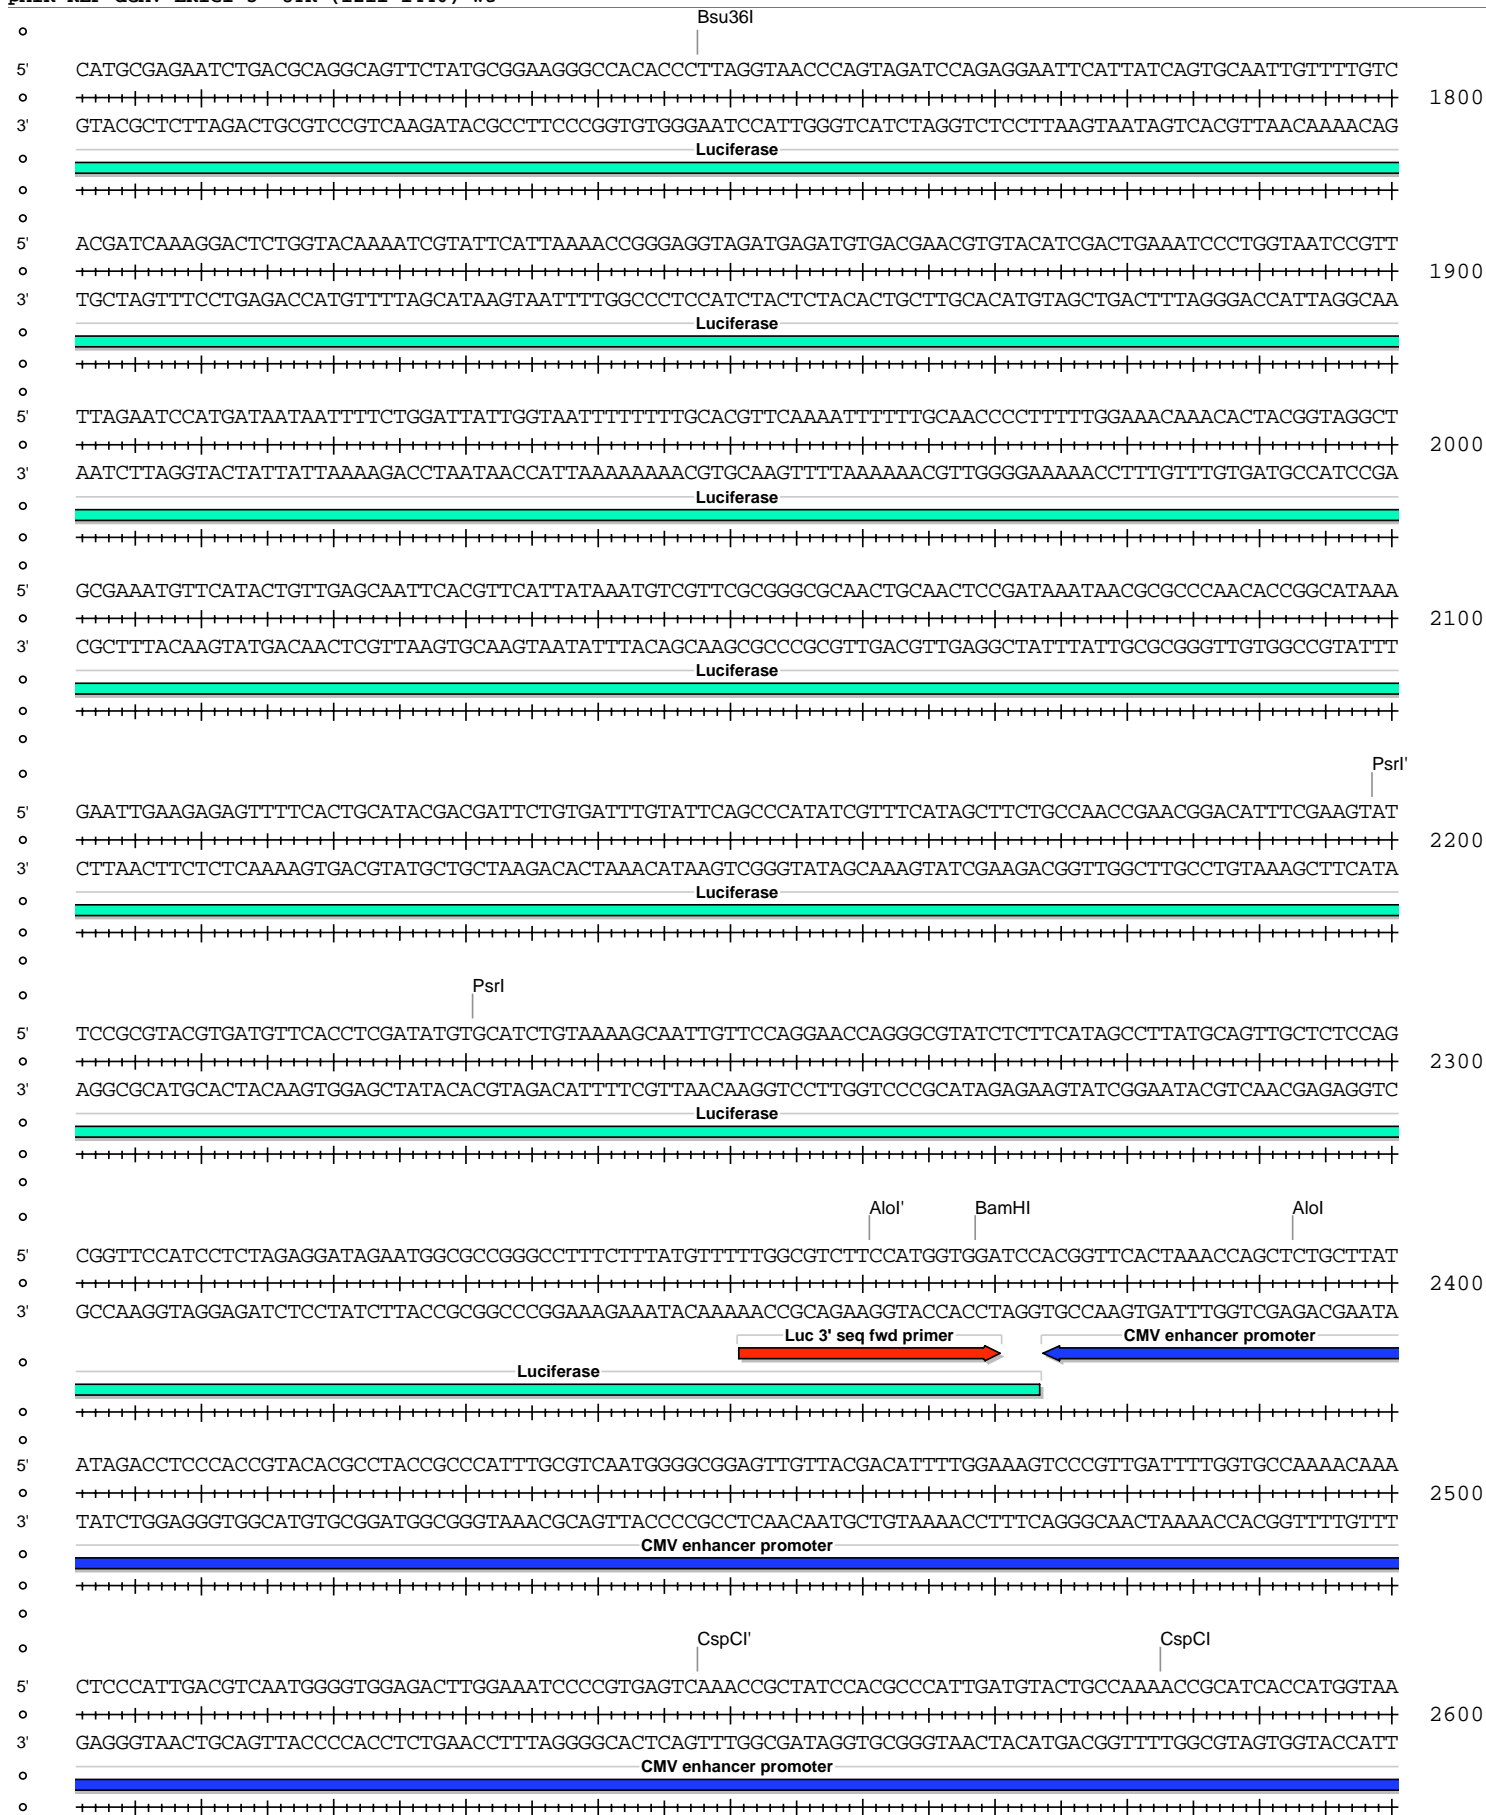 Bsu36I
5' CATGCGAGAATCTGACGCAGGCAGTTCTATGCGGAAGGGCCACACCCTTAGGTAACCCAGTAGATCCAGAGGAATTCATTATCAGTGCAATTGTTTTGTC
1800
3' GTACGCTCTTAGACTGCGTCCGTCAAGATACGCCTTCCCGGTGTGGGAATCCATTGGGTCATCTAGGTCTCCTTAAGTAATAGTCACGTTAACAAAACAG
Luciferase
5' ACGATCAAAGGACTCTGGTACAAAATCGTATTCATTAAAACCGGGAGGTAGATGAGATGTGACGAACGTGTACATCGACTGAAATCCCTGGTAATCCGTT
1900
3' TGCTAGTTTCCTGAGACCATGTTTTAGCATAAGTAATTTTGGCCCTCCATCTACTCTACACTGCTTGCACATGTAGCTGACTTTAGGGACCATTAGGCAA
Luciferase
5' TTAGAATCCATGATAATAATTTTCTGGATTATTGGTAATTTTTTTTGCACGTTCAAAATTTTTTGCAACCCCTTTTTGGAAACAAACACTACGGTAGGCT
2000
3' AATCTTAGGTACTATTATTAAAAGACCTAATAACCATTAAAAAAAACGTGCAAGTTTTAAAAAACGTTGGGGAAAAACCTTTGTTTGTGATGCCATCCGA
Luciferase
5' GCGAAATGTTCATACTGTTGAGCAATTCACGTTCATTATAAATGTCGTTCGCGGGCGCAACTGCAACTCCGATAAATAACGCGCCCAACACCGGCATAAA
2100
3' CGCTTTACAAGTATGACAACTCGTTAAGTGCAAGTAATATTTACAGCAAGCGCCCGCGTTGACGTTGAGGCTATTTATTGCGCGGGTTGTGGCCGTATTT
Luciferase
PsrI'
5' GAATTGAAGAGAGTTTTCACTGCATACGACGATTCTGTGATTTGTATTCAGCCCATATCGTTTCATAGCTTCTGCCAACCGAACGGACATTTCGAAGTAT
2200
3' CTTAACTTCTCTCAAAAGTGACGTATGCTGCTAAGACACTAAACATAAGTCGGGTATAGCAAAGTATCGAAGACGGTTGGCTTGCCTGTAAAGCTTCATA
Luciferase
PsrI
5' TCCGCGTACGTGATGTTCACCTCGATATGTGCATCTGTAAAAGCAATTGTTCCAGGAACCAGGGCGTATCTCTTCATAGCCTTATGCAGTTGCTCTCCAG
2300
3' AGGCGCATGCACTACAAGTGGAGCTATACACGTAGACATTTTCGTTAACAAGGTCCTTGGTCCCGCATAGAGAAGTATCGGAATACGTCAACGAGAGGTC
Luciferase
AloI' BamHI AloI
5' CGGTTCCATCCTCTAGAGGATAGAATGGCGCCGGGCCTTTCTTTATGTTTTTGGCGTCTTCCATGGTGGATCCACGGTTCACTAAACCAGCTCTGCTTAT
2400
3' GCCAAGGTAGGAGATCTCCTATCTTACCGCGGCCCGGAAAGAAATACAAAAACCGCAGAAGGTACCACCTAGGTGCCAAGTGATTTGGTCGAGACGAATA
Luc 3' seq fwd primer CMV enhancer promoter
Luciferase
5' ATAGACCTCCCACCGTACACGCCTACCGCCCATTTGCGTCAATGGGGCGGAGTTGTTACGACATTTTGGAAAGTCCCGTTGATTTTGGTGCCAAAACAAA
2500
3' TATCTGGAGGGTGGCATGTGCGGATGGCGGGTAAACGCAGTTACCCCGCCTCAACAATGCTGTAAAACCTTTCAGGGCAACTAAAACCACGGTTTTGTTT
CMV enhancer promoter
CspCI' CspCI
5' CTCCCATTGACGTCAATGGGGTGGAGACTTGGAAATCCCCGTGAGTCAAACCGCTATCCACGCCCATTGATGTACTGCCAAAACCGCATCACCATGGTAA
2600
3' GAGGGTAACTGCAGTTACCCCACCTCTGAACCTTTAGGGGCACTCAGTTTGGCGATAGGTGCGGGTAACTACATGACGGTTTTGGCGTAGTGGTACCATT
CMV enhancer promoter